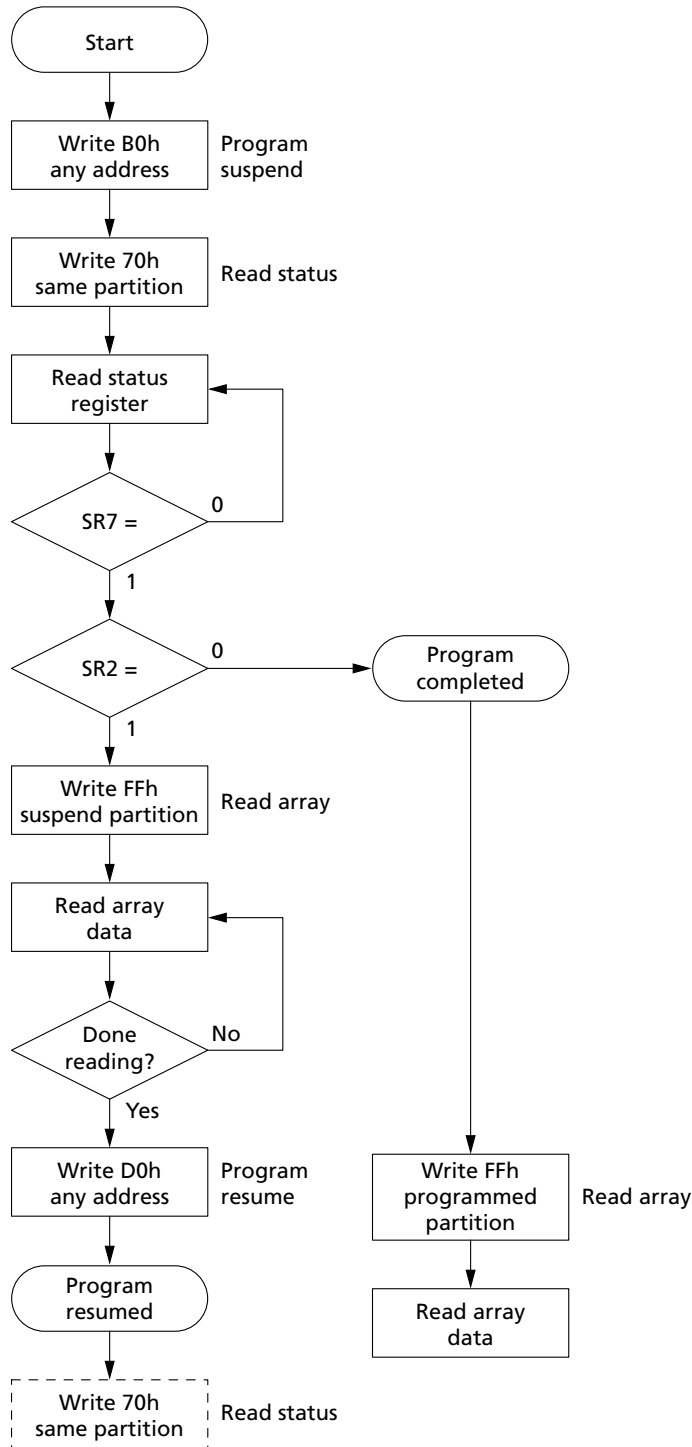 Start
Write B0h
any address
Program
suspend
Write 70h
same partition
Read status
Read status
register
SR7 =
0
1
SR2 =
0
1
Program
completed
Write FFh
suspend partition
Read array
Read array
data
Done
reading?
No
Yes
Write D0h
any address
Program
resume
Write FFh
programmed
partition
Read array
Program
resumed
Read array
data
Write 70h
same partition
Read status